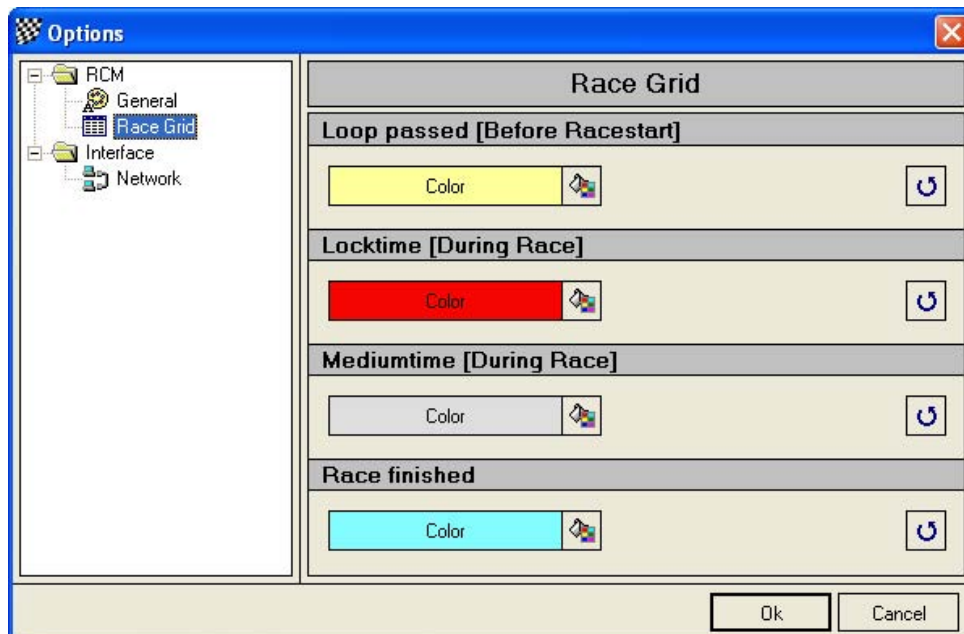 Options
RCM
General
Race Grid
Interface
Network
Race Grid
Loop passed [Before Racestart]
Color
Locktime [During Race]
Color
Mediumtime [During Race]
Color
Race finished
Color
Ok
Cancel